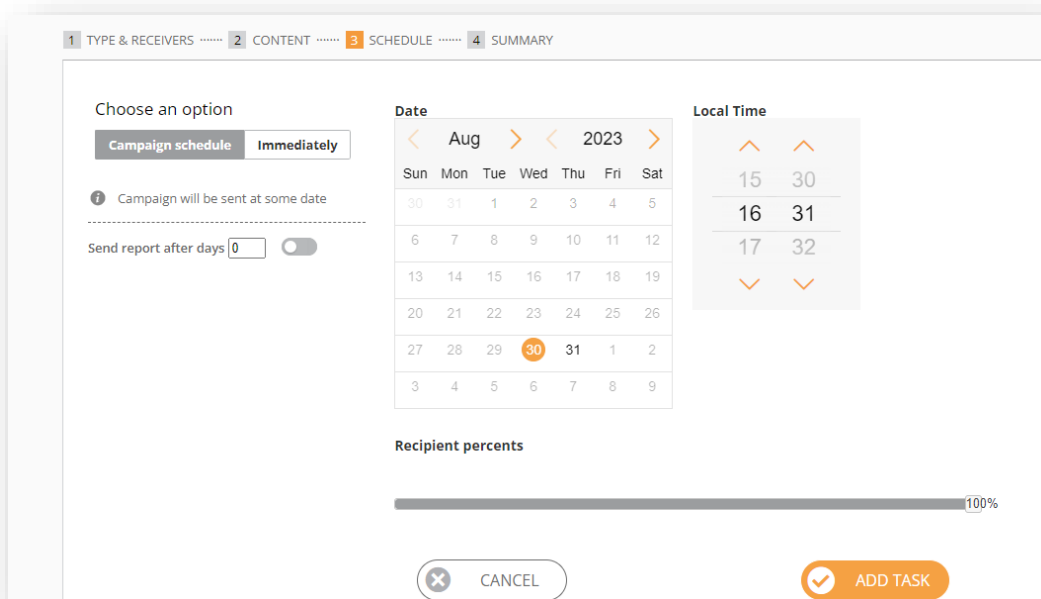 1 TYPE & RECEIVERS 2 CONTENT 3 SCHEDULE 4 SUMMARY
Choose an option
Campaign schedule Immediately
Campaign will be sent at some date
Send report after days 0
Date
Aug 2023
Sun Mon Tue Wed Thu Fri Sat
30 31 1 2 3 4 5
6 7 8 9 10 11 12
13 14 15 16 17 18 19
20 21 22 23 24 25 26
27 28 29 30 31 1 2
3 4 5 6 7 8 9
Local Time
15 30
16 31
17 32
Recipient percents
100%
CANCEL ADD TASK